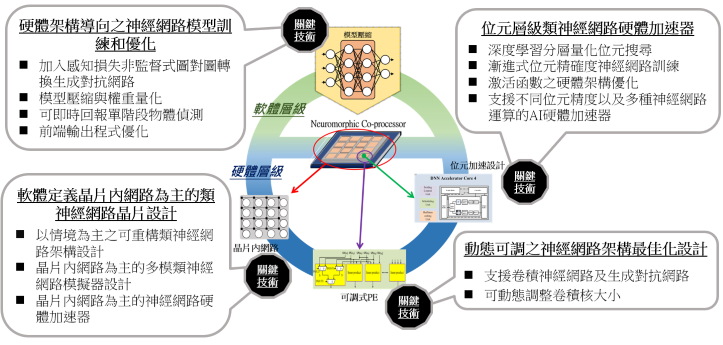 硬體架構導向之神經網路模型訓
練和優化
■ 加入感知損失非監督式圖對圖轉
換生成對抗網路
■ 模型壓縮與權重量化
■ 可即時回報單階段物體偵測
■ 前端輸出程式優化
關鍵
技術
模型壓縮
軟體層級
Neuromorphic Co-processor
硬體層級
位元層級類神經網路硬體加速器
■ 深度學習分層量化位元搜尋
■ 漸進式位元精確度神經網路訓練
■ 激活函數之硬體架構優化
■ 支援不同位元精度以及多種神經網路
運算的AI硬體加速器
關鍵
技術
位元加速設計
BNN Accelerator Core 4
軟體定義晶片內網路為主的類
神經網路晶片設計
■ 以情境為主之可重構類神經網
路架構設計
■ 晶片內網路為主的多模類神經
網路模擬器設計
■ 晶片內網路為主的神經網路硬
體加速器
關鍵
技術
晶片內網路
可調式PE
關鍵
技術
動態可調之神經網路架構最佳化設計
■ 支援卷積神經網路及生成對抗網路
■ 可動態調整卷積核大小